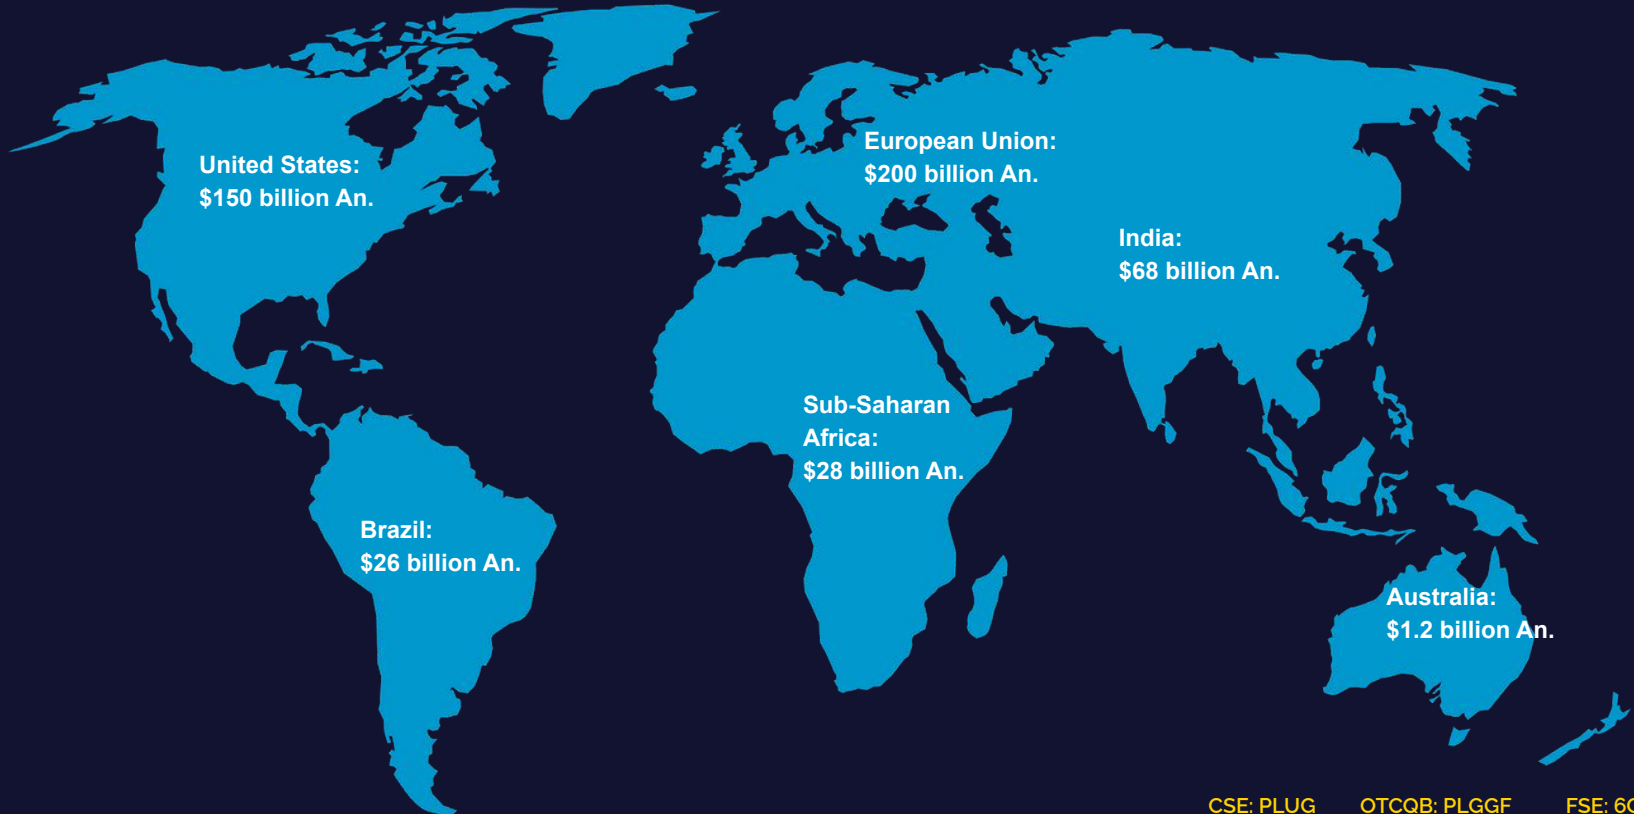 United States:
$150 billion An.
European Union:
$200 billion An.
India:
$68 billion An.
Sub-Saharan
Africa:
$28 billion An.
Brazil:
$26 billion An.
Australia:
$1.2 billion An.
CSE: PLUG OTCQB: PLGGF FSE: